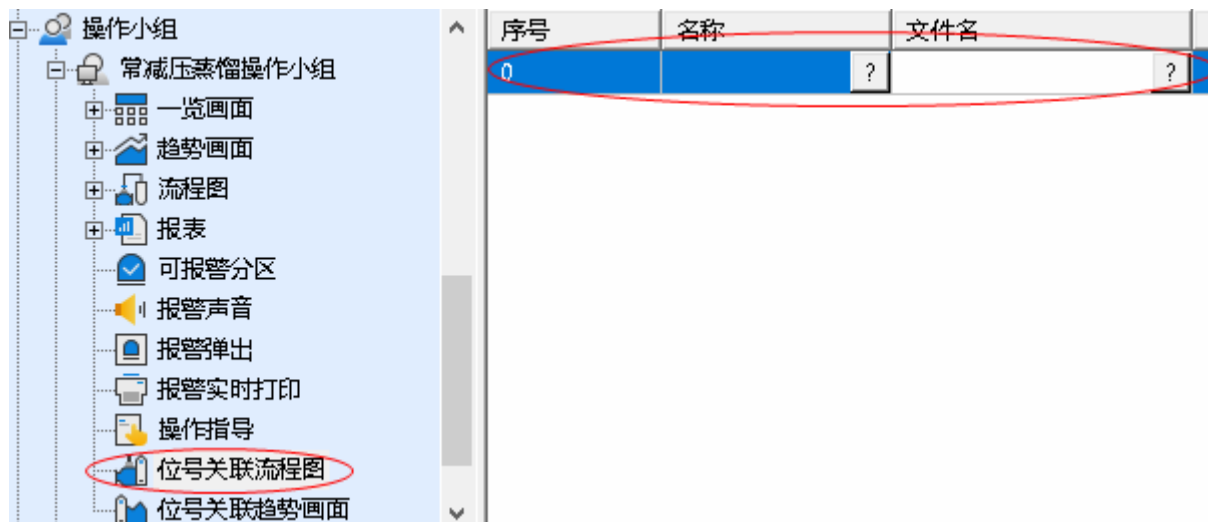 操作小组
常减压蒸馏操作小组
一览画面
趋势画面
流程图
报表
可报警分区
报警声音
报警弹出
报警实时打印
操作指导
位号关联流程图
位号关联趋势画面
序号 名称 文件名
0 ? ?